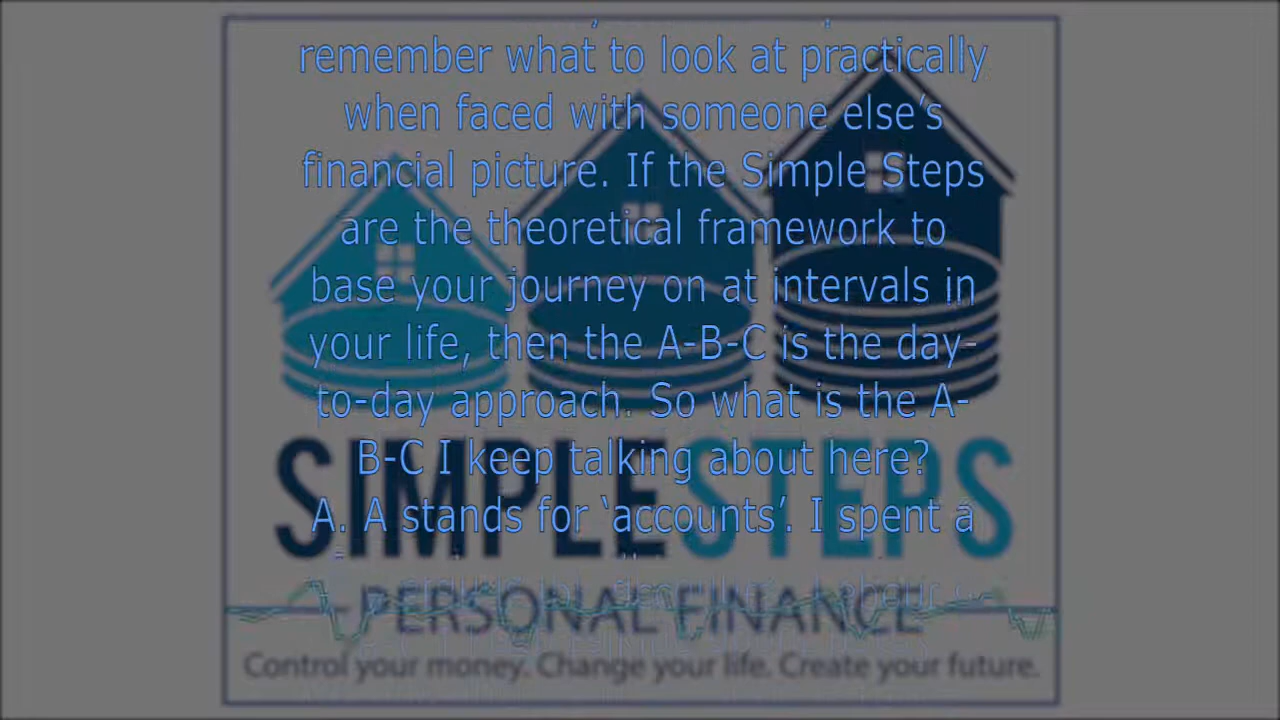 remember what to look at practically
when faced with someone else’s
financial picture. If the Simple Steps
are the theoretical framework to
base your journey on at intervals in
your life, then the A-B-C is the day-
to-day approach. So what is the A-
B-C I keep talking about here?
A. A stands for ‘accounts’. I spent a
SIMPLESTEPS
PERSONAL FINANCE
Control your money. Change your life. Create your future.